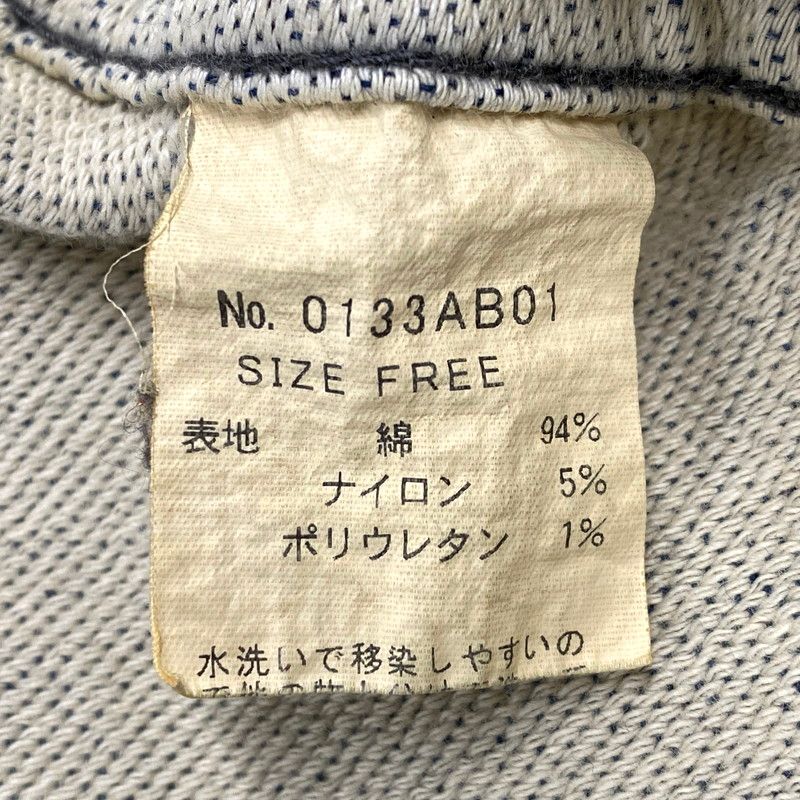 No. 0133AB01
SIZE FREE
表地 綿 94%
ナイロン 5%
ポリウレタン 1%
水洗いで移染しやすいの